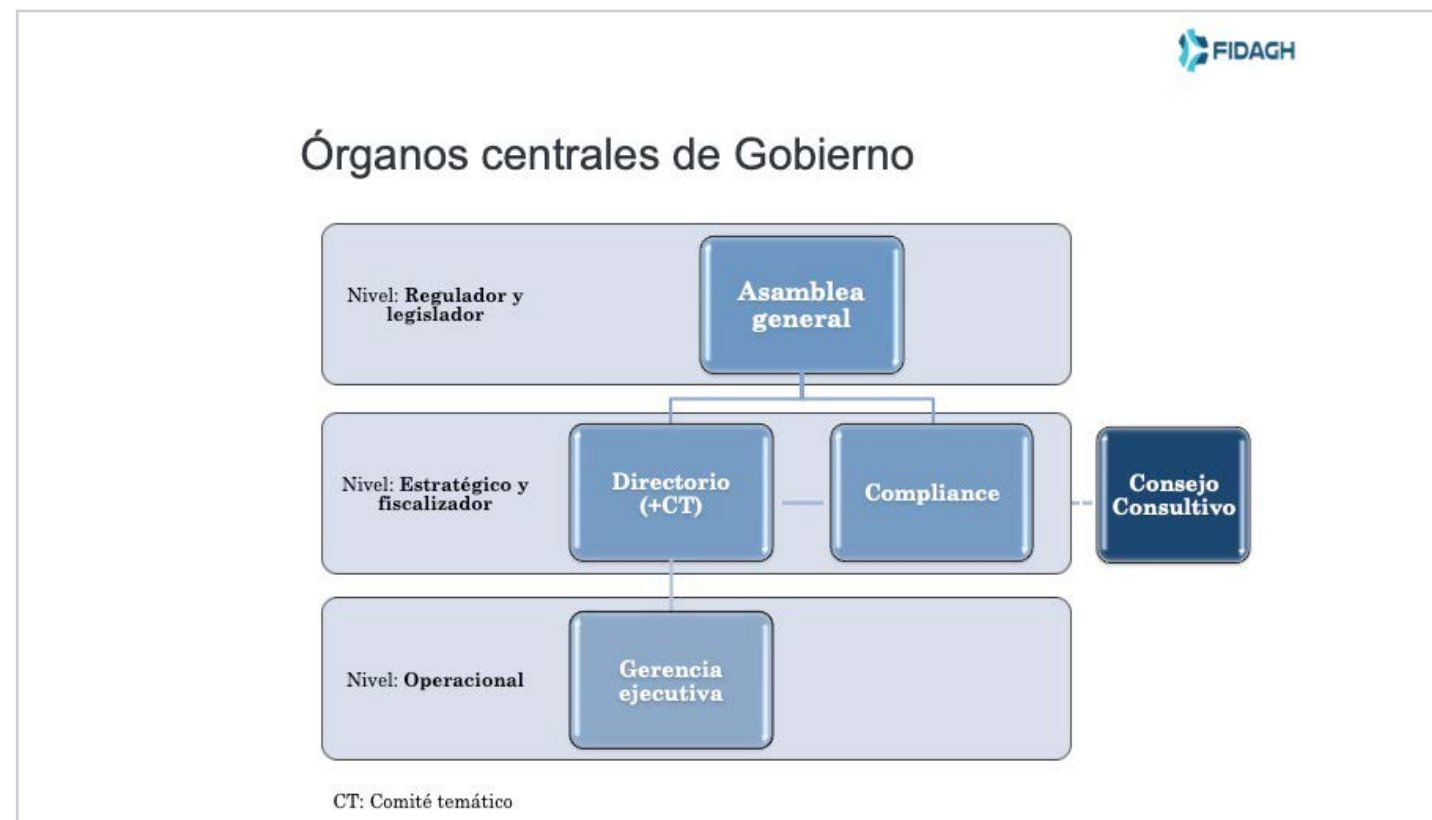 FIDAGH
Órganos centrales de Gobierno
Nivel: Regulador y
legislador
Asamblea
general
Nivel: Estratégico y
fiscalizador
Directorio
(+CT)
Compliance
Consejo
Consultivo
Nivel: Operacional
Gerencia
ejecutiva
CT: Comité temático